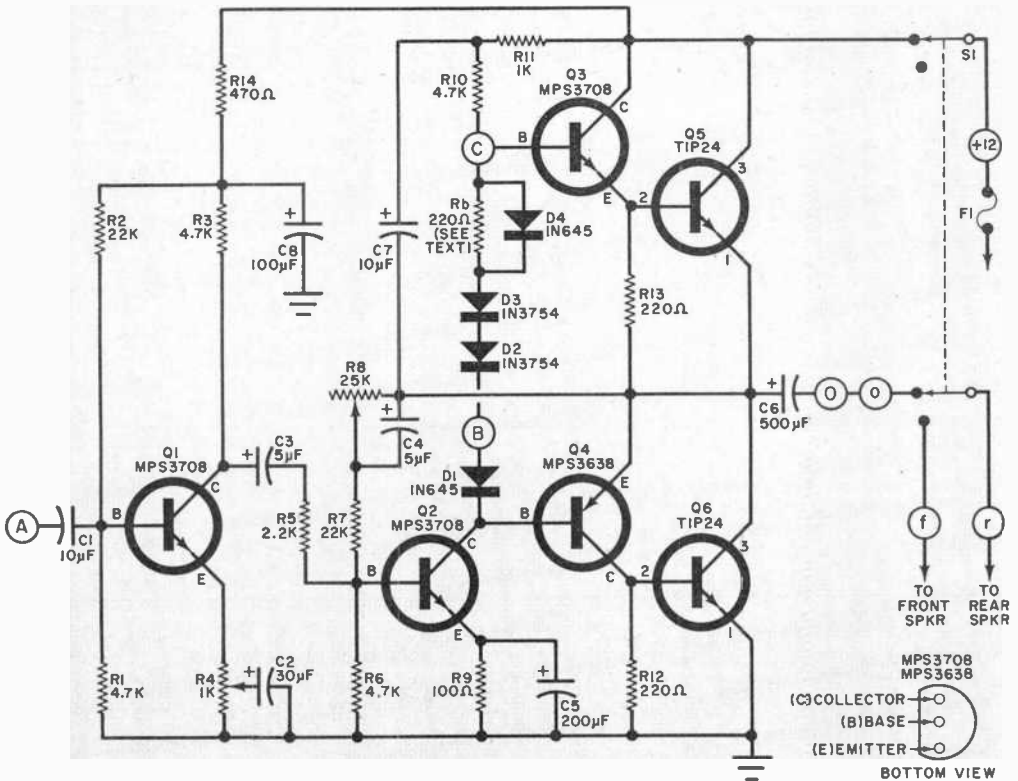 R14
470Ω
R2
22K
R3
4.7K
+
C8
100µF
+
C7
10µF
R10
4.7K
R11
1K
C
B
Q3
MPS3708
C
E
Rb
220Ω
(SEE
TEXT)
D4
IN645
D3
IN3754
D2
IN3754
Q5
TIP24
3
2
1
R13
220Ω
S1
+12
F1
R8
25K
+
C4
5µF
B
D1
IN645
+
C6
500µF
O
o
A
C1
10µF
B
Q1
MPS3708
C
E
+
C3
5µF
R5
2.2K
R7
22K
Q2
MPS3708
B
C
E
Q4
MPS3638
B
E
C
Q6
TIP24
3
2
1
f
r
TO
FRONT
SPKR
TO
REAR
SPKR
R1
4.7K
R4
1K
+
C2
30µF
R6
4.7K
R9
100Ω
+
C5
200µF
R12
220Ω
MPS3708
MPS3638
(C)COLLECTOR
(B)BASE
(E)EMITTER
BOTTOM VIEW